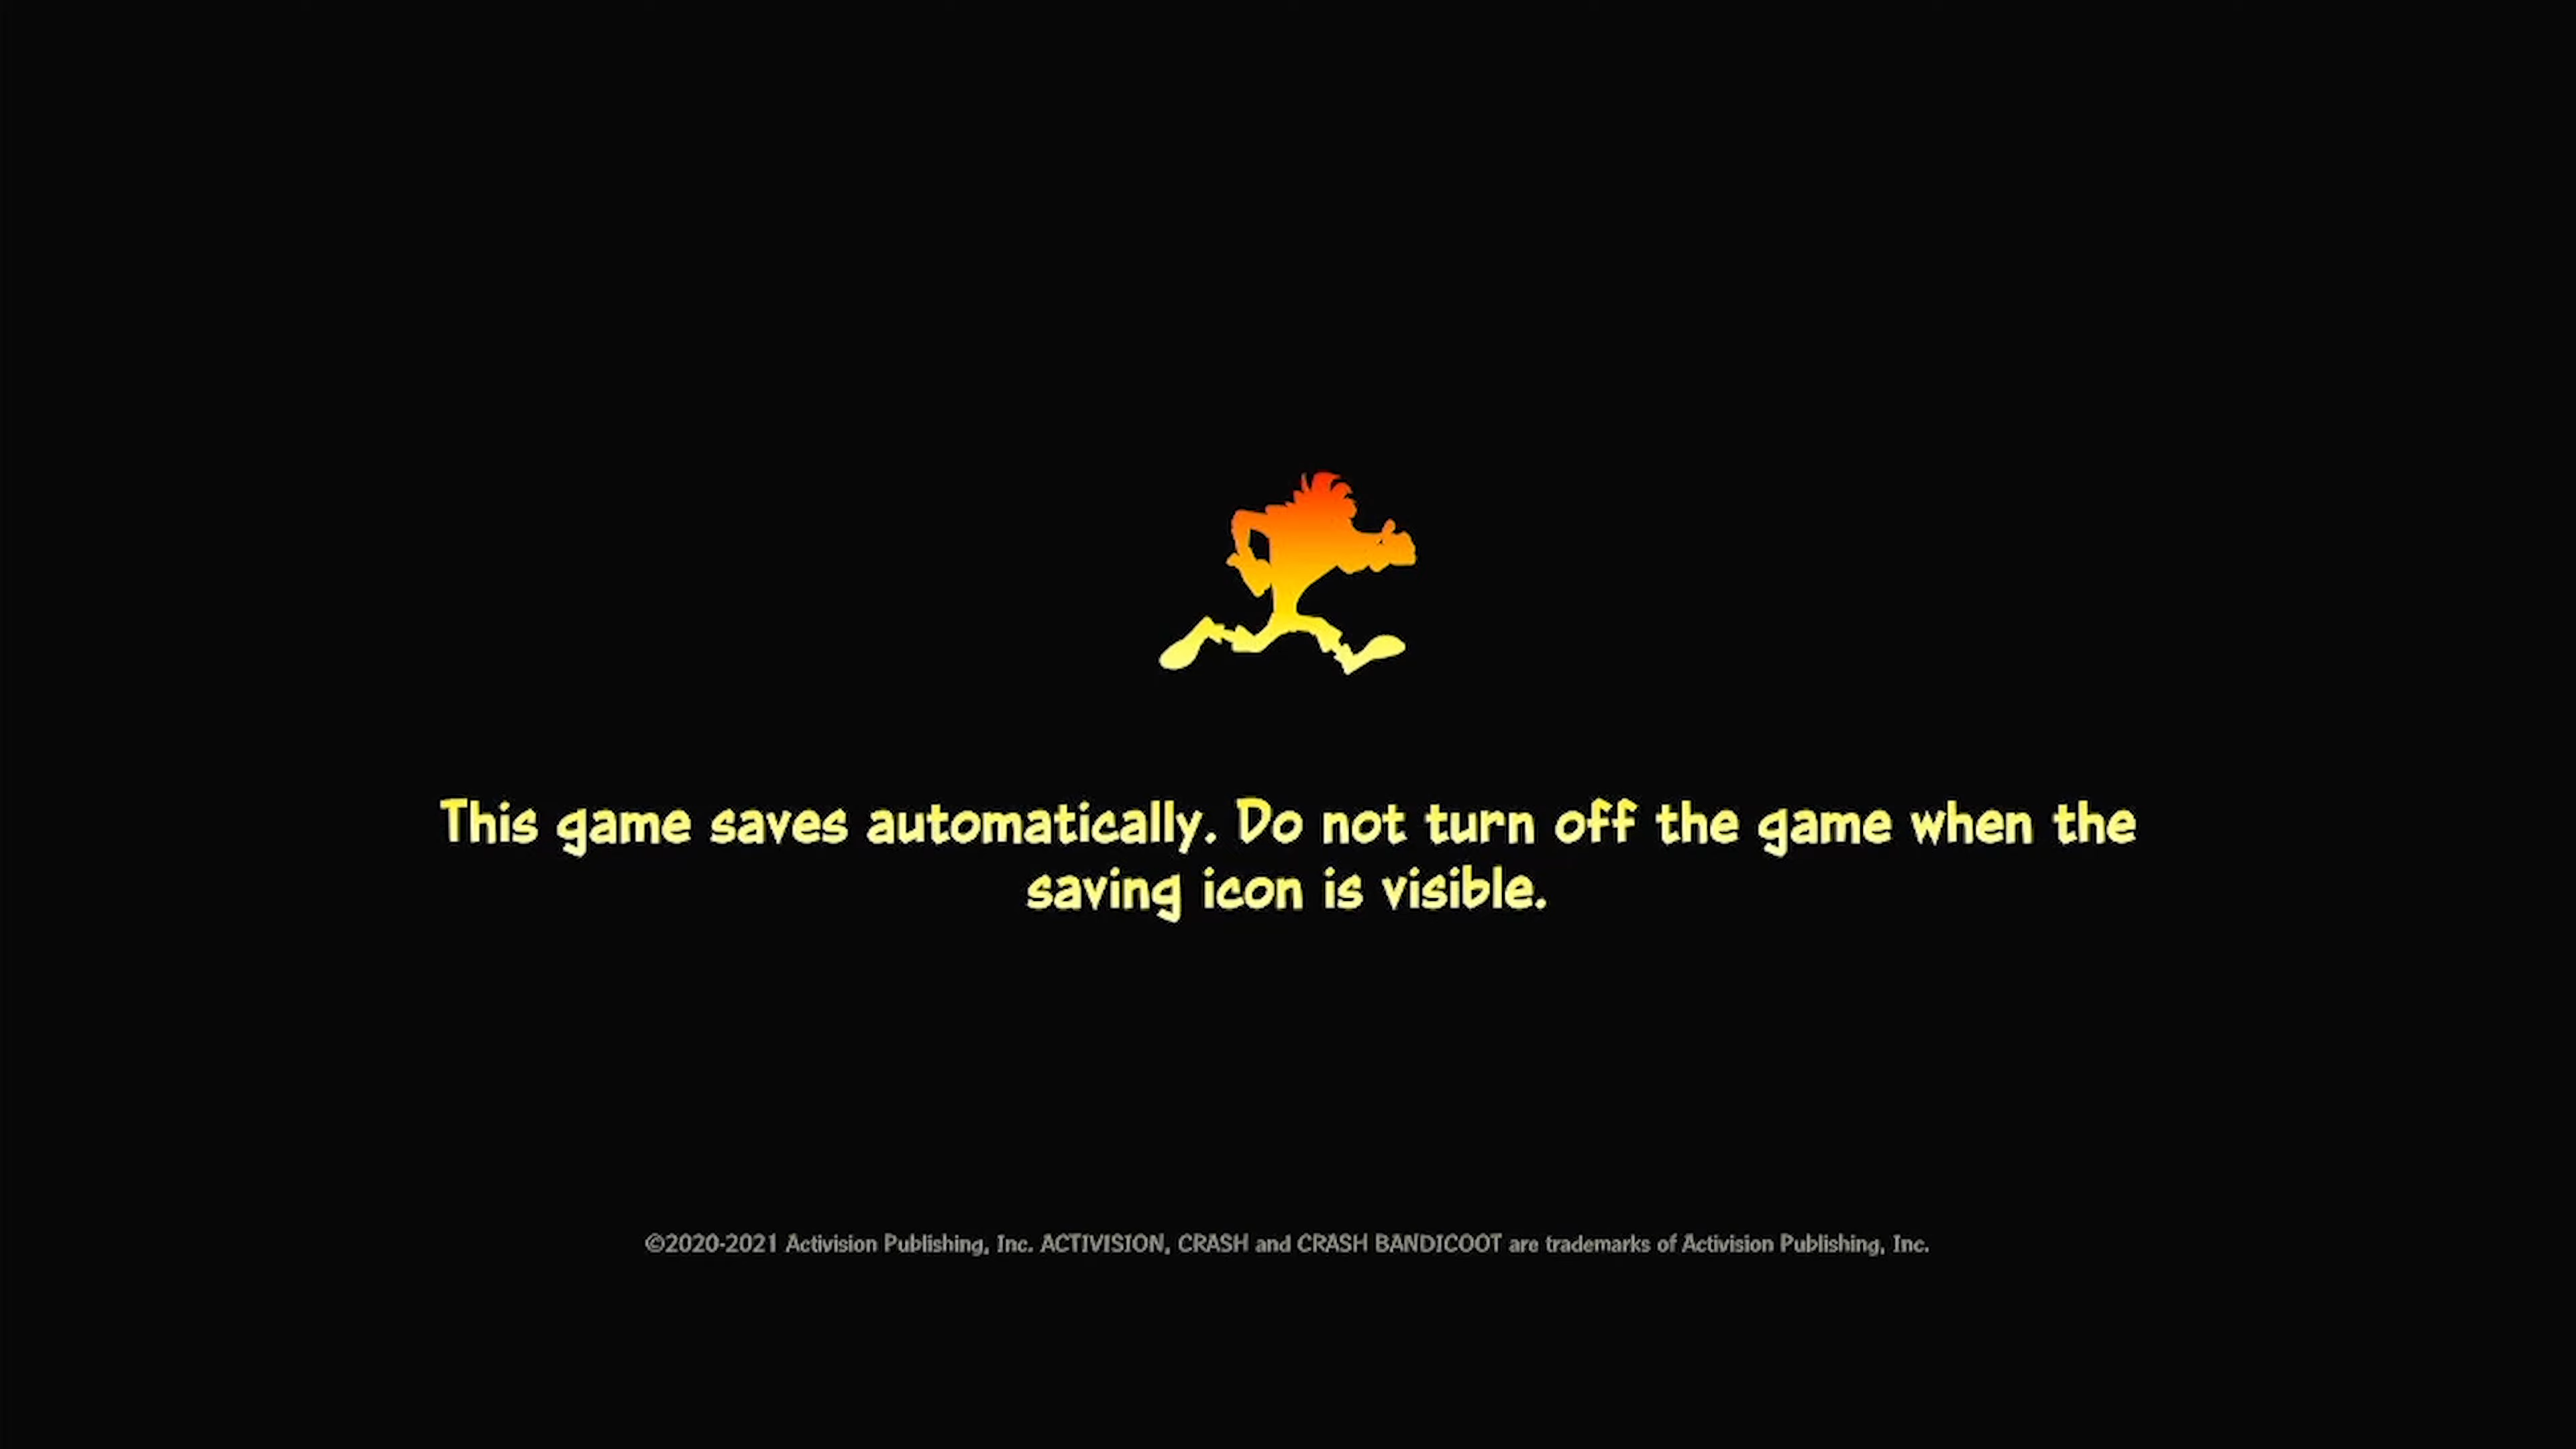 This game saves automatically. Do not turn off the game when the
saving icon is visible.
©2020-2021 Activision Publishing, Inc. ACTIVISION, CRASH and CRASH BANDICOOT are trademarks of Activision Publishing, Inc.